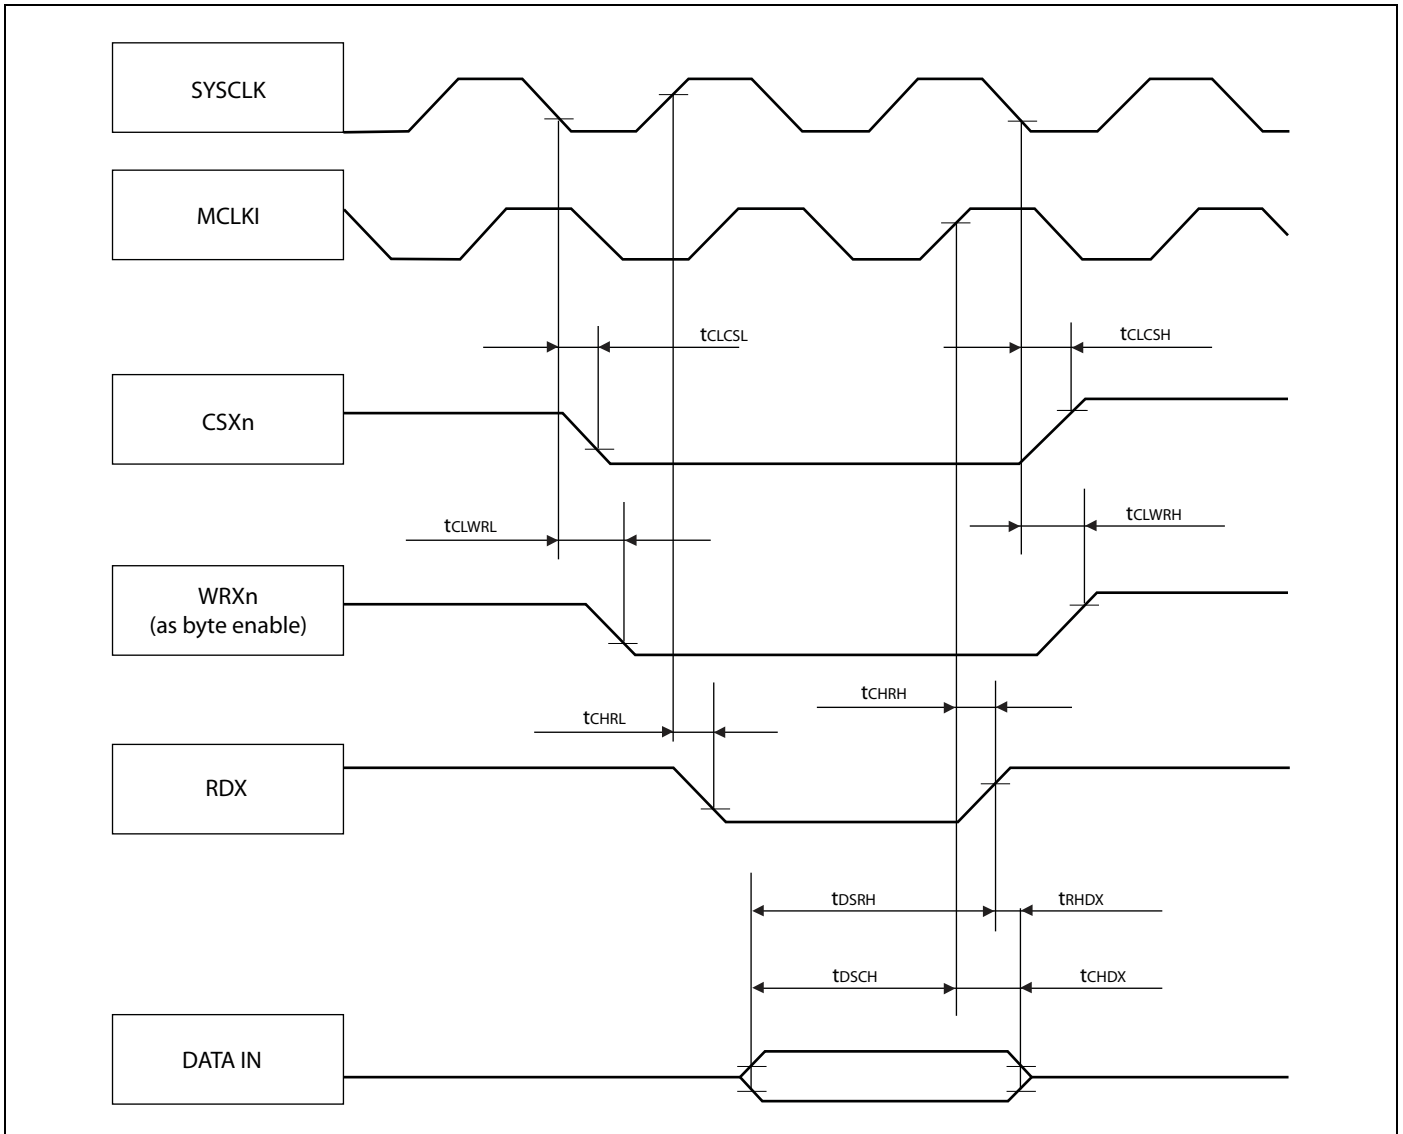 SYSCLK
MCLKI
tCLCSL
tCLCSH
CSXn
tCLWRL
tCLWRH
WRXn
(as byte enable)
tCHRH
tCHRL
RDX
tDSRH
tRHDX
tDSCH
tCHDX
DATA IN